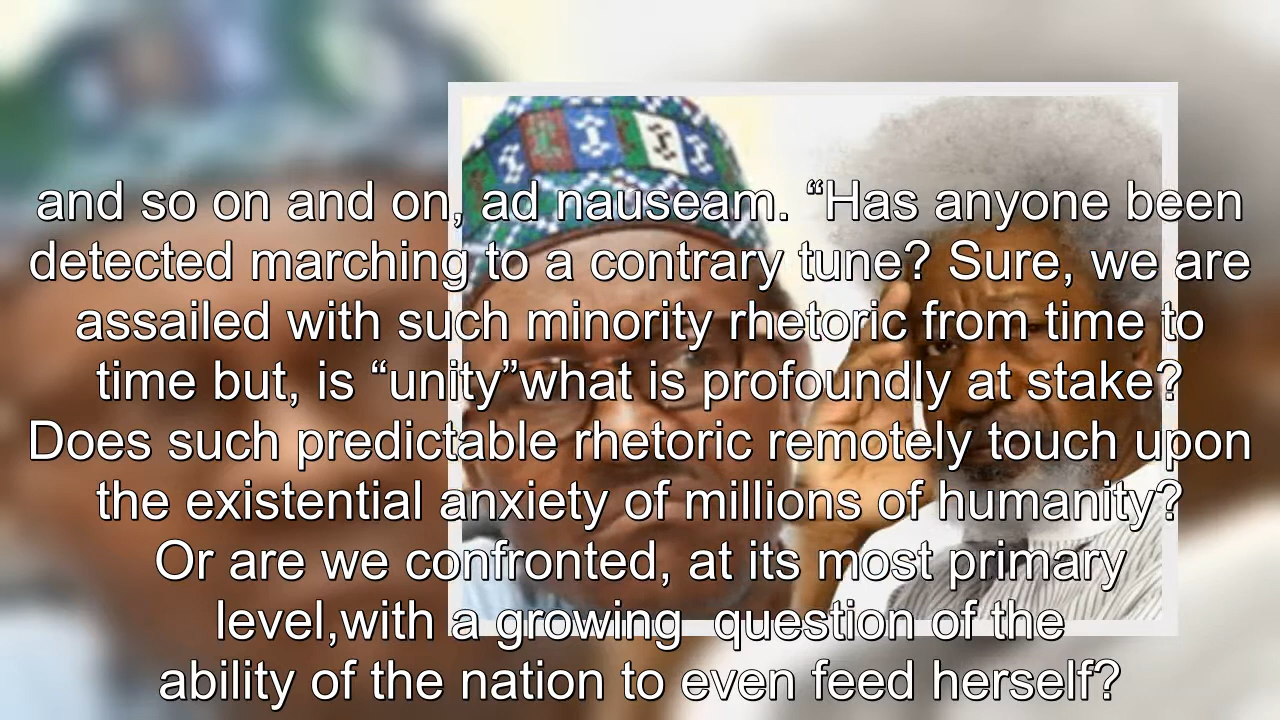 and so on and on, ad nauseam. “Has anyone been
detected marching to a contrary tune? Sure, we are
assailed with such minority rhetoric from time to
time but, is “unity”what is profoundly at stake?
Does such predictable rhetoric remotely touch upon
the existential anxiety of millions of humanity?
Or are we confronted, at its most primary
level,with a growing  question of the
ability of the nation to even feed herself?